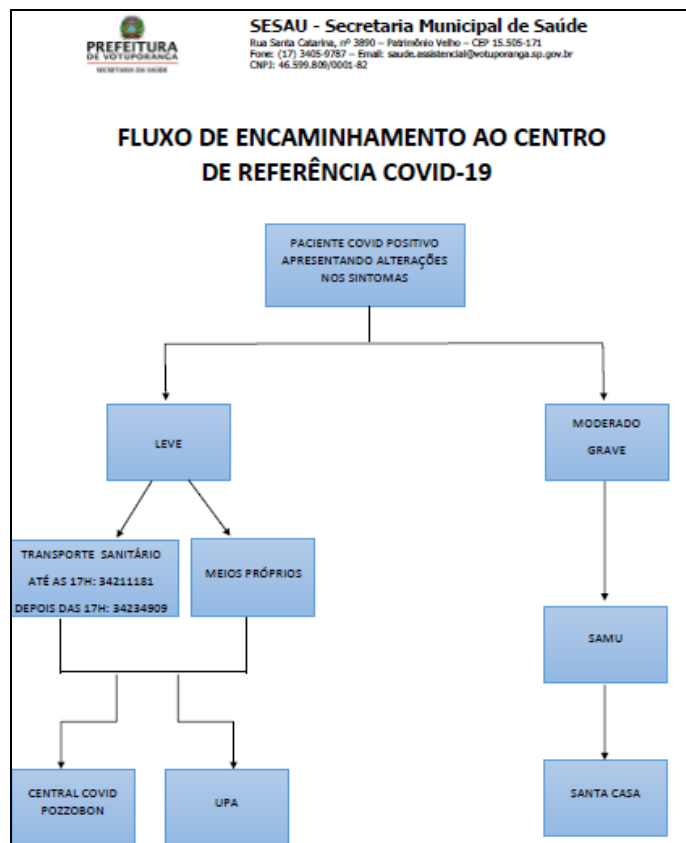 PREFEITURA
DE VOTUPORANGA
SECRETARIA DA SAÚDE
SESAU - Secretaria Municipal de Saúde
Rua Santa Catarina, nº 3890 – Patrimônio Velho – CEP 15.505-171
Fone: (17) 3405-9787 – Email: saude.assistencial@votuporanga.sp.gov.br
CNPJ: 46.599.809/0001-82
FLUXO DE ENCAMINHAMENTO AO CENTRO
DE REFERÊNCIA COVID-19
PACIENTE COVID POSITIVO
APRESENTANDO ALTERAÇÕES
NOS SINTOMAS
LEVE
MODERADO
GRAVE
TRANSPORTE SANITÁRIO
ATÉ AS 17H: 34211181
DEPOIS DAS 17H: 34234909
MEIOS PRÓPRIOS
SAMU
CENTRAL COVID
POZZOBON
UPA
SANTA CASA